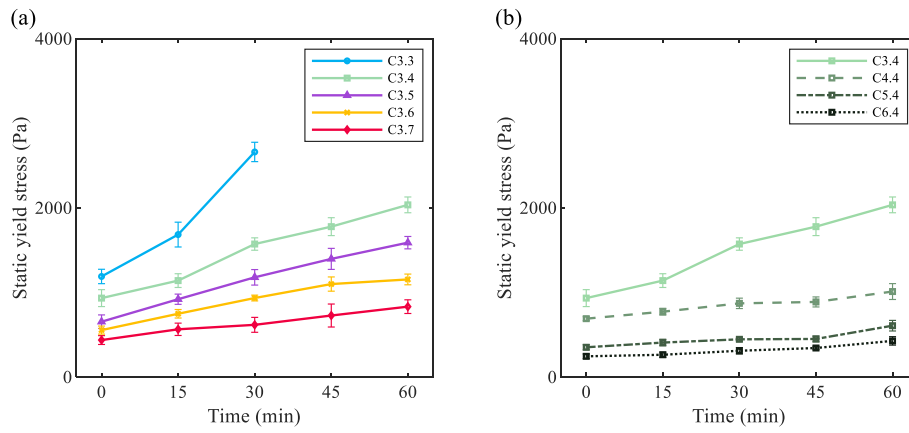 (a)
4000
2000
0
Static yield stress (Pa)
C3.3
C3.4
C3.5
C3.6
C3.7
0 15 30 45 60
Time (min)
(b)
4000
2000
0
Static yield stress (Pa)
C3.4
C4.4
C5.4
C6.4
0 15 30 45 60
Time (min)